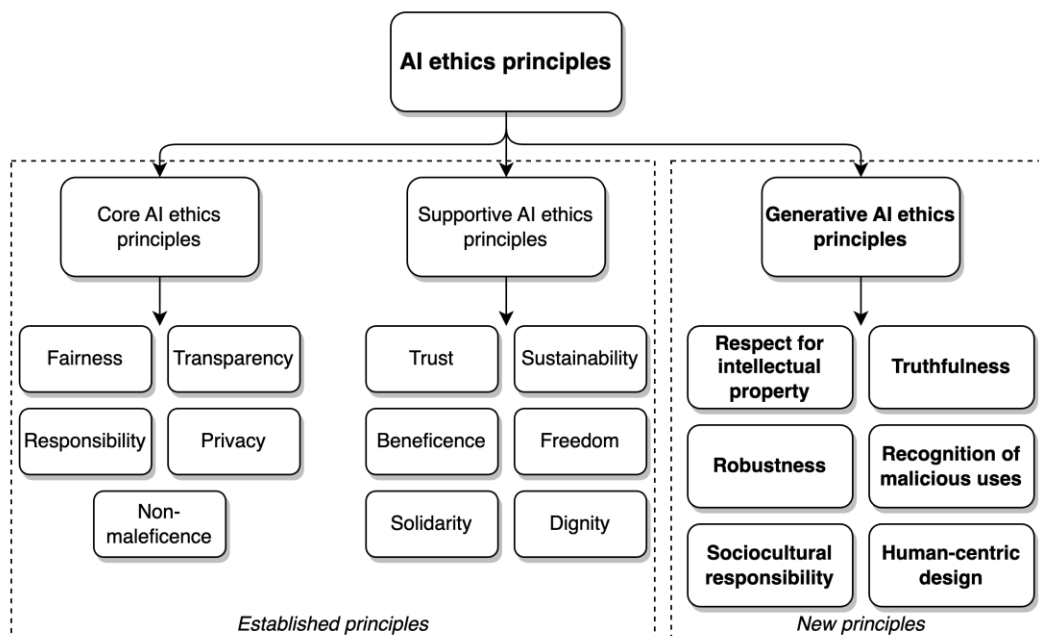 AI ethics principles
Core AI ethics
principles
Supportive AI ethics
principles
Generative AI ethics
principles
Fairness
Transparency
Responsibility
Privacy
Non-
maleficence
Trust
Sustainability
Beneficence
Freedom
Solidarity
Dignity
Respect for
intellectual
property
Truthfulness
Robustness
Recognition of
malicious uses
Sociocultural
responsibility
Human-centric
design
Established principles
New principles